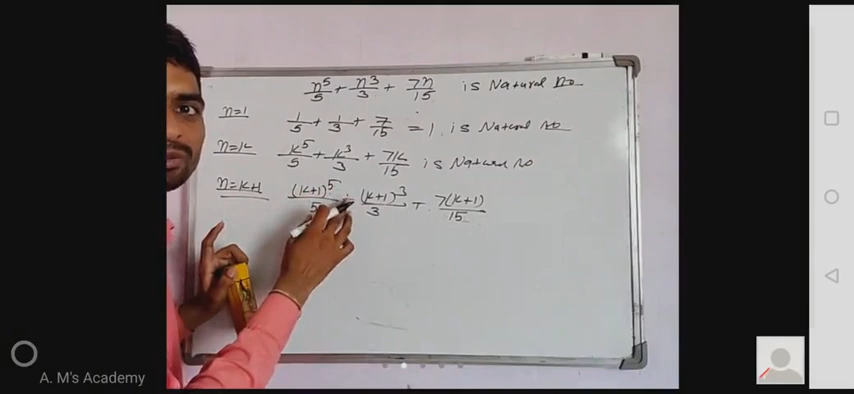 n⁵/5 + n³/3 + 7n/15 is Natural no
n=1 1/5 + 1/3 + 7/15 = 1. is Natural no
n=k k⁵/5 + k³/3 + 7k/15 is Natural no
n=k+1 (k+1)⁵/5 + (k+1)³/3 + 7(k+1)/15
A. M's Academy